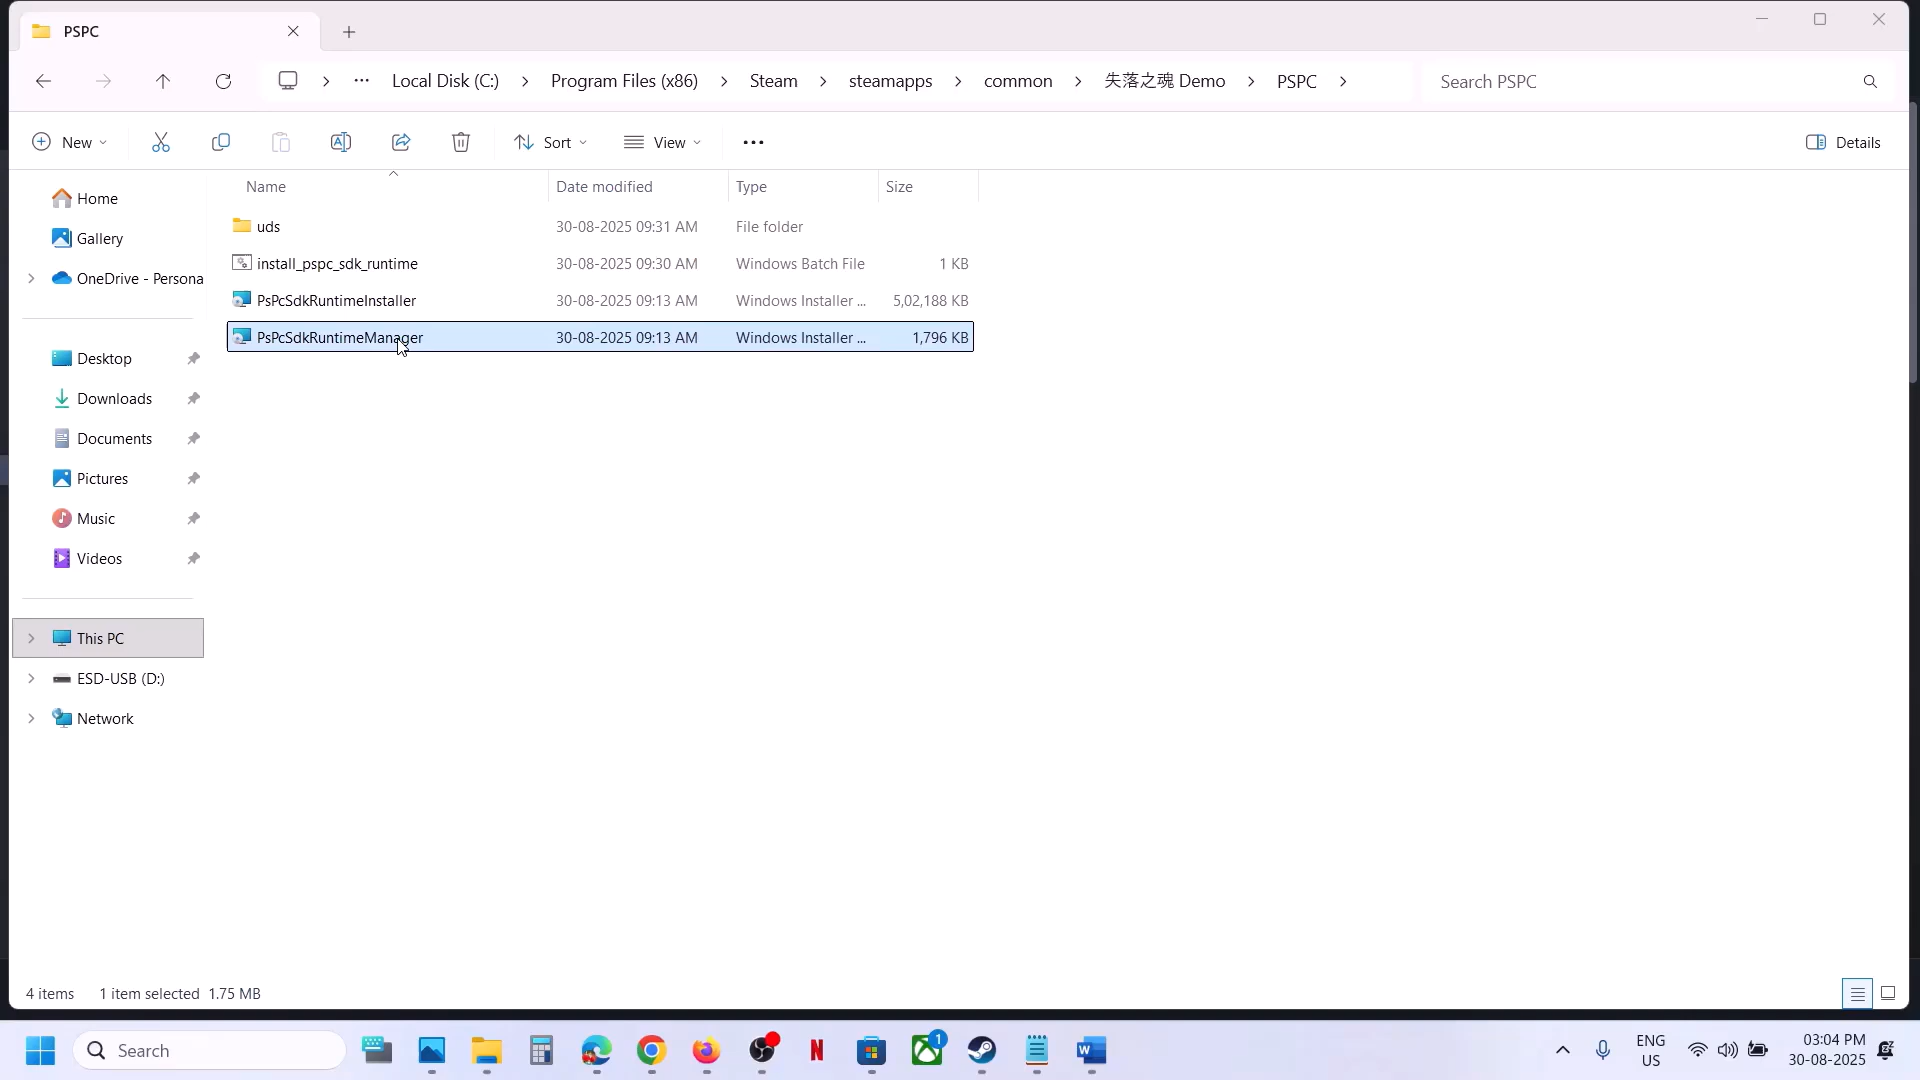 PSPC
Local Disk (C:) Program Files (x86) Steam steamapps common 失落之魂 Demo PSPC Search PSPC
New Sort View Details
Name Date modified Type Size
Home
Gallery
OneDrive - Persona
Desktop
Downloads
Documents
Pictures
Music
Videos
This PC
ESD-USB (D:)
Network
uds 30-08-2025 09:31 AM File folder
install_pspc_sdk_runtime 30-08-2025 09:30 AM Windows Batch File 1 KB
PsPcSdkRuntimeInstaller 30-08-2025 09:13 AM Windows Installer ... 5,02,188 KB
PsPcSdkRuntimeManager 30-08-2025 09:13 AM Windows Installer ... 1,796 KB
4 items 1 item selected 1.75 MB
Search 1 ENG US 03:04 PM
30-08-2025